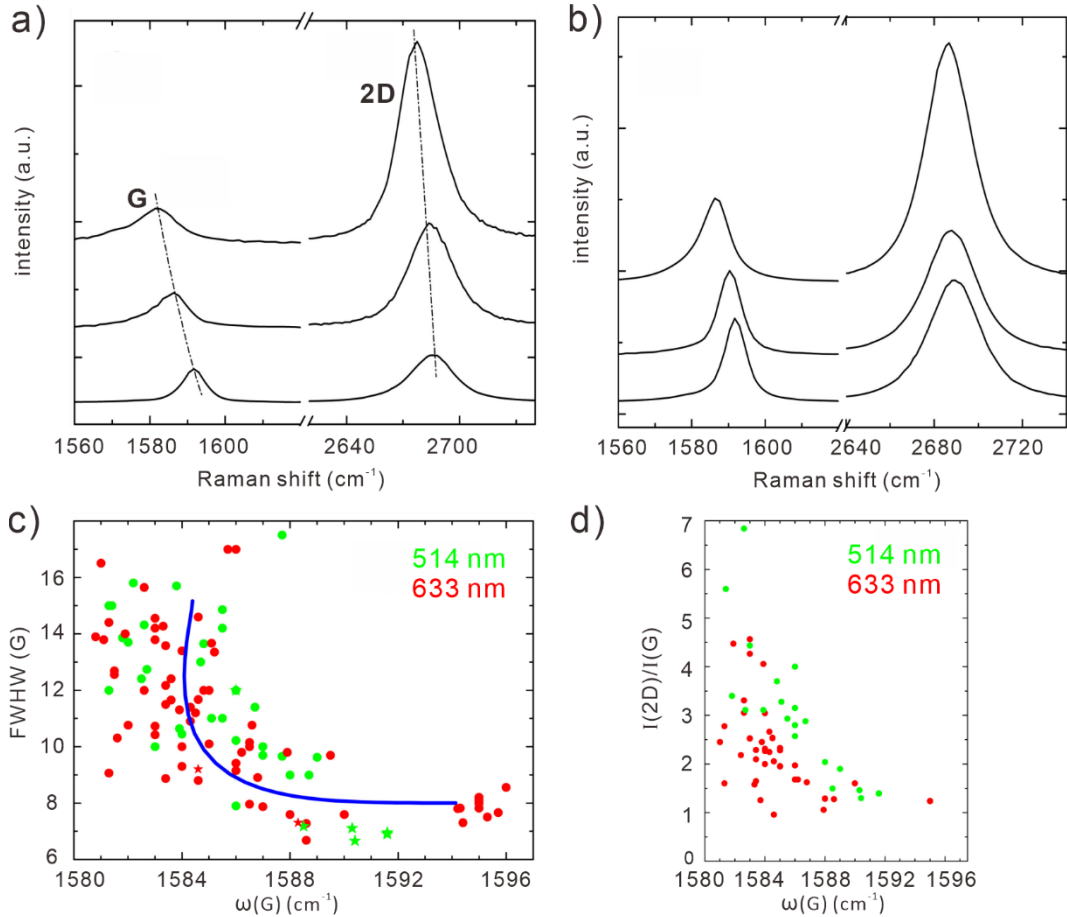 a)
2D
G
intensity (a.u.)
1560 1580 1600 2640 2700
Raman shift (cm⁻¹)
b)
intensity (a.u.)
1560 1580 1600 2640 2680 2720
Raman shift (cm⁻¹)
c)
514 nm
633 nm
FWHW (G)
16
14
12
10
8
6
1580 1584 1588 1592 1596
ω(G) (cm⁻¹)
d)
514 nm
633 nm
I(2D)/I(G)
7
6
5
4
3
2
1
0
1580 1584 1588 1592 1596
ω(G) (cm⁻¹)